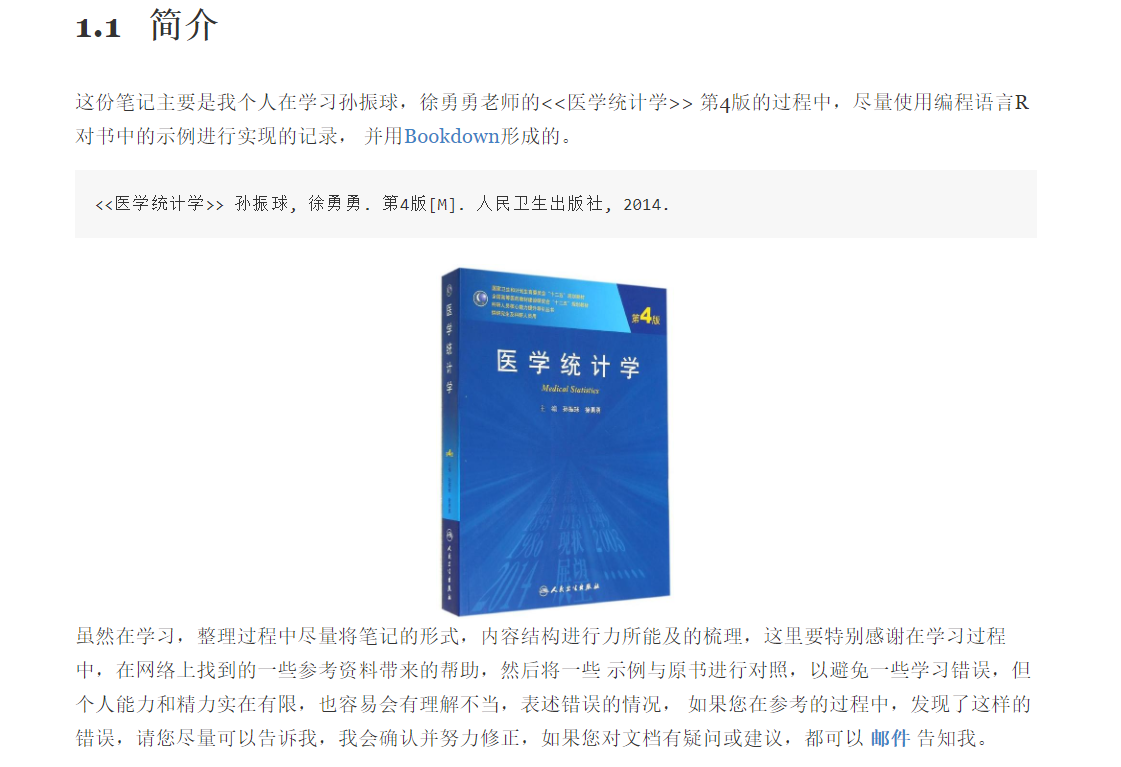 1.1 简介
这份笔记主要是我个人在学习孙振球，徐勇勇老师的<<医学统计学>> 第4版的过程中，尽量使用编程语言R
对书中的示例进行实现的记录， 并用Bookdown形成的。
<<医学统计学>> 孙振球, 徐勇勇. 第4版[M]. 人民卫生出版社, 2014.
第4版
医学统计学
Medical Statistics
主编 孙振球 徐勇勇
医学统计学
人民卫生出版社
人民卫生出版社
虽然在学习，整理过程中尽量将笔记的形式，内容结构进行力所能及的梳理，这里要特别感谢在学习过程
中，在网络上找到的一些参考资料带来的帮助，然后将一些 示例与原书进行对照，以避免一些学习错误，但
个人能力和精力实在有限，也容易会有理解不当，表述错误的情况， 如果您在参考的过程中，发现了这样的
错误，请您尽量可以告诉我，我会确认并努力修正，如果您对文档有疑问或建议，都可以 邮件 告知我。